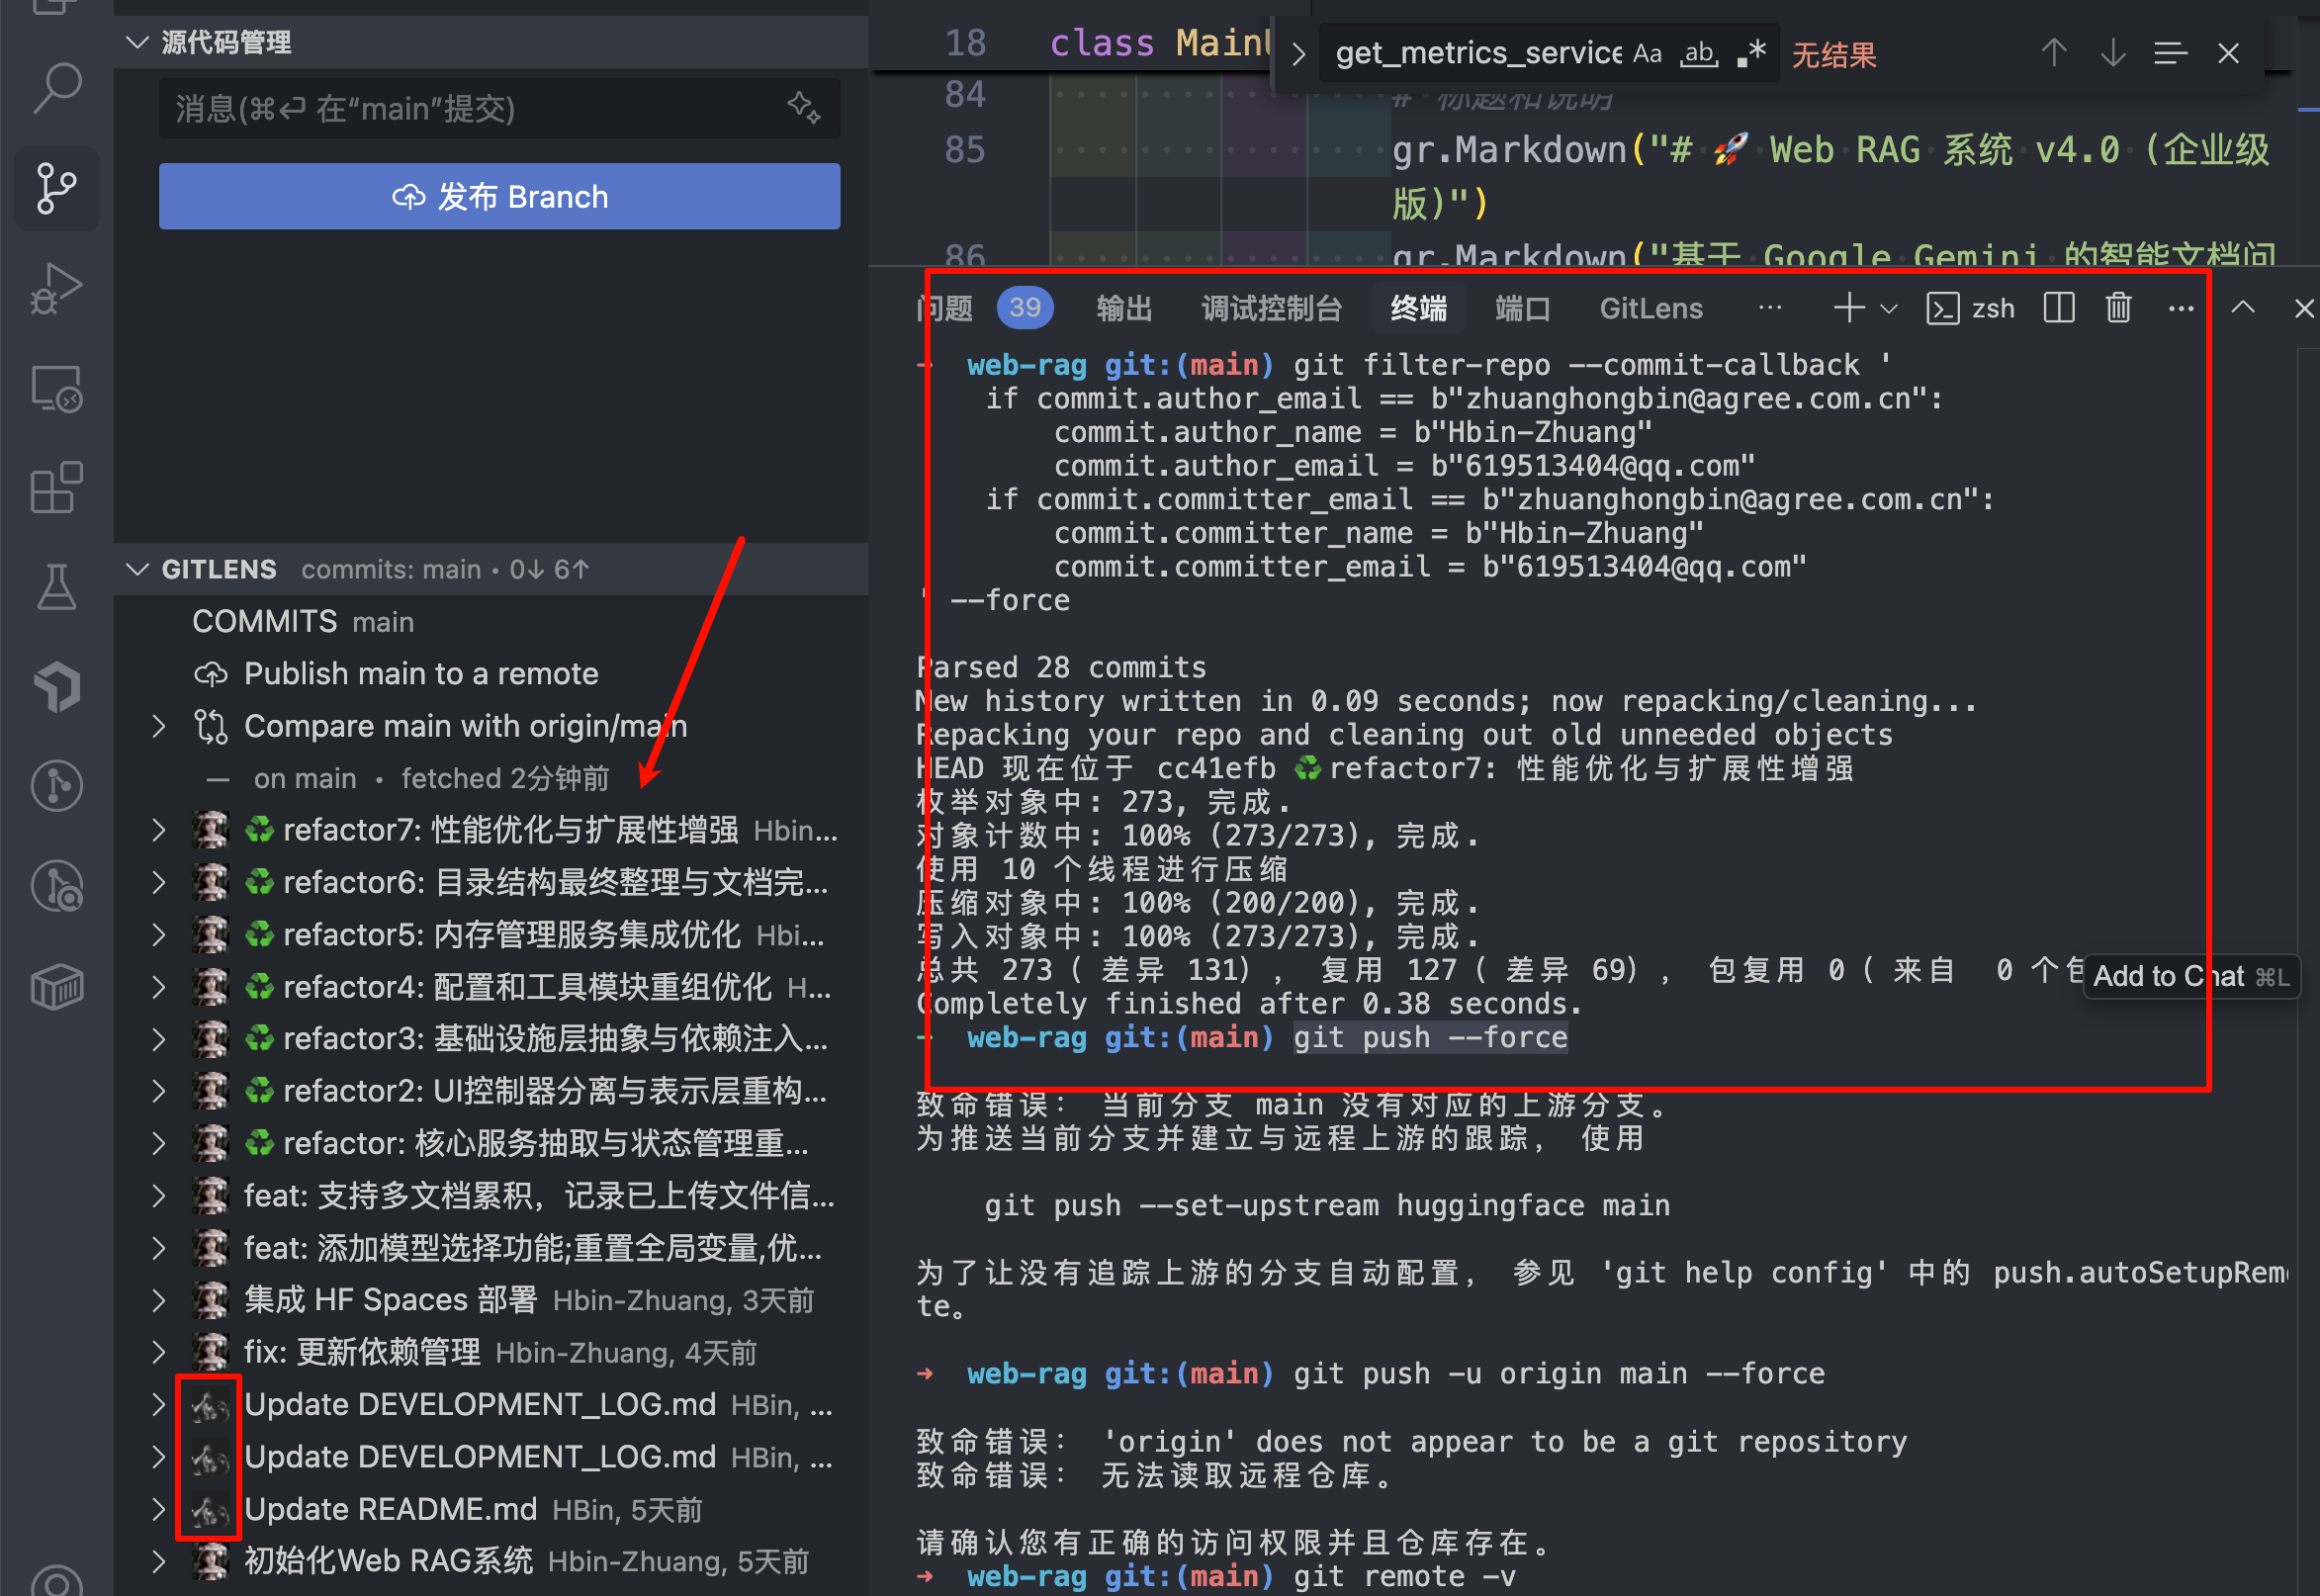 源代码管理
消息(⌘⏎ 在“main”提交)
发布 Branch
GITLENS commits: main • 0↓ 6↑
COMMITS main
Publish main to a remote
Compare main with origin/main
— on main • fetched 2分钟前
♻️ refactor7: 性能优化与扩展性增强 Hbin...
♻️ refactor6: 目录结构最终整理与文档完...
♻️ refactor5: 内存管理服务集成优化 Hbi...
♻️ refactor4: 配置和工具模块重组优化 H...
♻️ refactor3: 基础设施层抽象与依赖注入...
♻️ refactor2: UI控制器分离与表示层重构...
♻️ refactor: 核心服务抽取与状态管理重...
feat: 支持多文档累积，记录已上传文件信...
feat: 添加模型选择功能;重置全局变量,优...
集成 HF Spaces 部署 Hbin-Zhuang, 3天前
fix: 更新依赖管理 Hbin-Zhuang, 4天前
Update DEVELOPMENT_LOG.md HBin, ...
Update DEVELOPMENT_LOG.md HBin, ...
Update README.md HBin, 5天前
初始化Web RAG系统 Hbin-Zhuang, 5天前
18 class MainU
get_metrics_service Aa ab .* 无结果
84 # 标题和说明
85 gr.Markdown("# 🚀 Web RAG 系统 v4.0 (企业级
版)")
86 gr.Markdown("基于 Google Gemini 的智能文档问
问题 39 输出 调试控制台 终端 端口 GitLens ··· zsh ···
→ web-rag git:(main) git filter-repo --commit-callback '
if commit.author_email == b"zhuanghongbin@agree.com.cn":
commit.author_name = b"Hbin-Zhuang"
commit.author_email = b"619513404@qq.com"
if commit.committer_email == b"zhuanghongbin@agree.com.cn":
commit.committer_name = b"Hbin-Zhuang"
commit.committer_email = b"619513404@qq.com"
' --force
Parsed 28 commits
New history written in 0.09 seconds; now repacking/cleaning...
Repacking your repo and cleaning out old unneeded objects
HEAD 现在位于 cc41efb ♻️ refactor7: 性能优化与扩展性增强
枚举对象中: 273, 完成.
对象计数中: 100% (273/273), 完成.
使用 10 个线程进行压缩
压缩对象中: 100% (200/200), 完成.
写入对象中: 100% (273/273), 完成.
总共 273（差异 131），复用 127（差异 69），包复用 0（来自 0 个包
Add to Chat ⌘L
Completely finished after 0.38 seconds.
→ web-rag git:(main) git push --force
致命错误： 当前分支 main 没有对应的上游分支。
为推送当前分支并建立与远程上游的跟踪， 使用
git push --set-upstream huggingface main
为了让没有追踪上游的分支自动配置， 参见 'git help config' 中的 push.autoSetupRemo
te。
→ web-rag git:(main) git push -u origin main --force
致命错误： 'origin' does not appear to be a git repository
致命错误： 无法读取远程仓库。
请确认您有正确的访问权限并且仓库存在。
→ web-rag git:(main) git remote -v